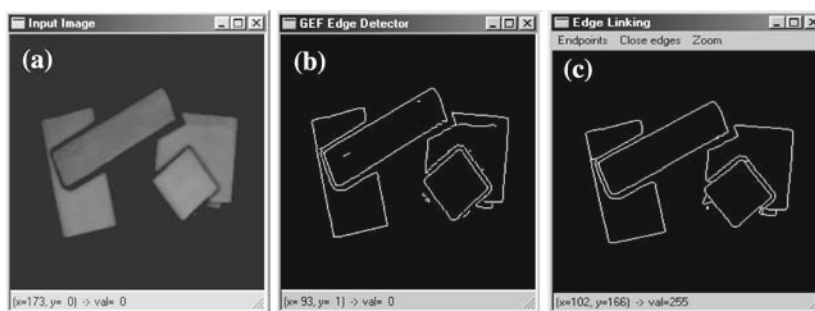 Input Image
(a)
(x=173, y= 0) -> val= 0
GEF Edge Detector
(b)
(x= 93, y= 1) -> val= 0
Edge Linking
Endpoints Close edges Zoom
(c)
(x=102, y=166) -> val=255